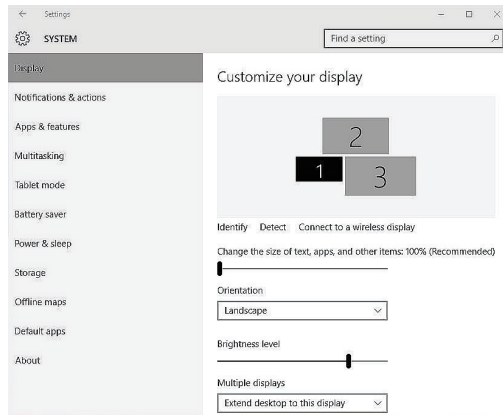 Settings
SYSTEM
Find a setting
Display
Notifications & actions
Apps & features
Multitasking
Tablet mode
Battery saver
Power & sleep
Storage
Offline maps
Default apps
About
Customize your display
2
1
3
Identify Detect Connect to a wireless display
Change the size of text, apps, and other items: 100% (Recommended)
Orientation
Landscape
Brightness level
Multiple displays
Extend desktop to this display